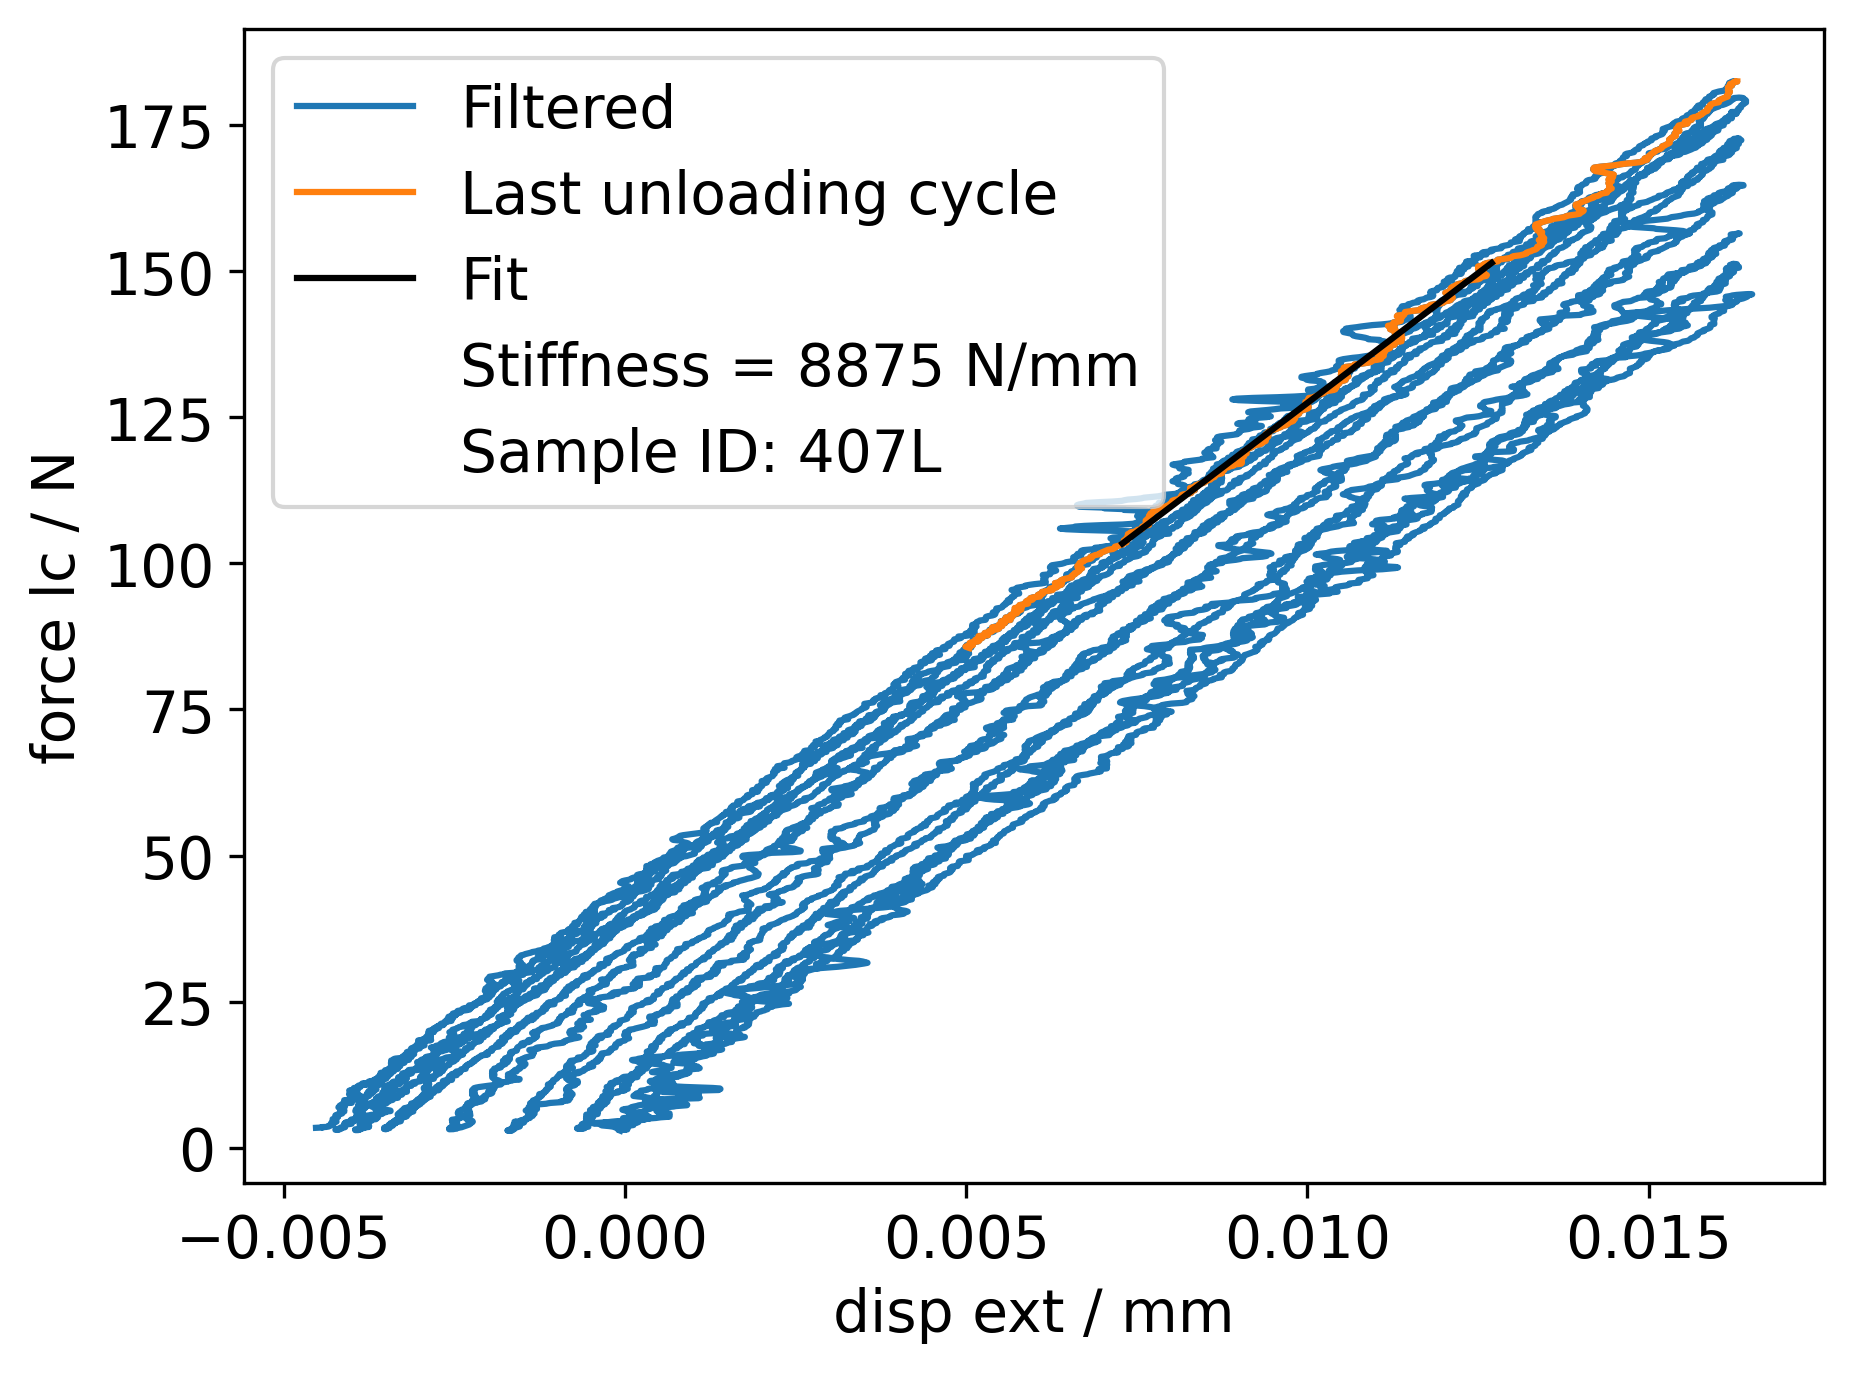 Filtered
Last unloading cycle
Fit
Stiffness = 8875 N/mm
Sample ID: 407L
175
150
125
100
75
50
25
0
force lc / N
−0.005
0.000
0.005
0.010
0.015
disp ext / mm